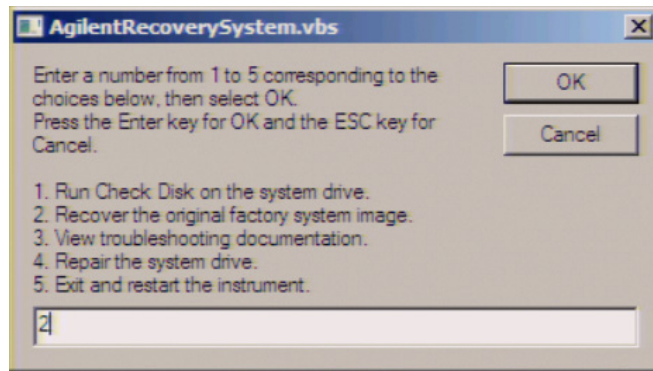 AgilentRecoverySystem.vbs
Enter a number from 1 to 5 corresponding to the
choices below, then select OK.
Press the Enter key for OK and the ESC key for
Cancel.
OK
Cancel
1. Run Check Disk on the system drive.
2. Recover the original factory system image.
3. View troubleshooting documentation.
4. Repair the system drive.
5. Exit and restart the instrument.
2